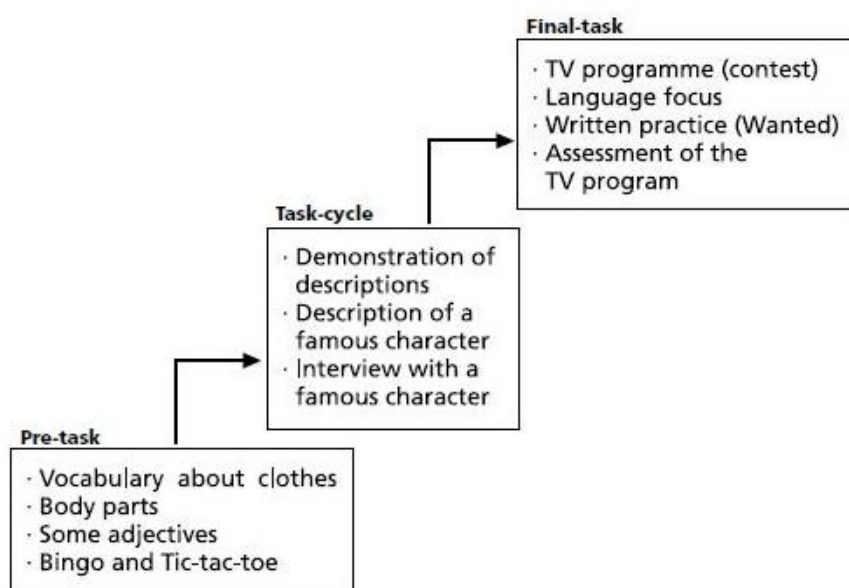 Final-task
· TV programme (contest)
· Language focus
· Written practice (Wanted)
· Assessment of the
TV program
Task-cycle
· Demonstration of
descriptions
· Description of a
famous character
· Interview with a
famous character
Pre-task
· Vocabulary about clothes
· Body parts
· Some adjectives
· Bingo and Tic-tac-toe